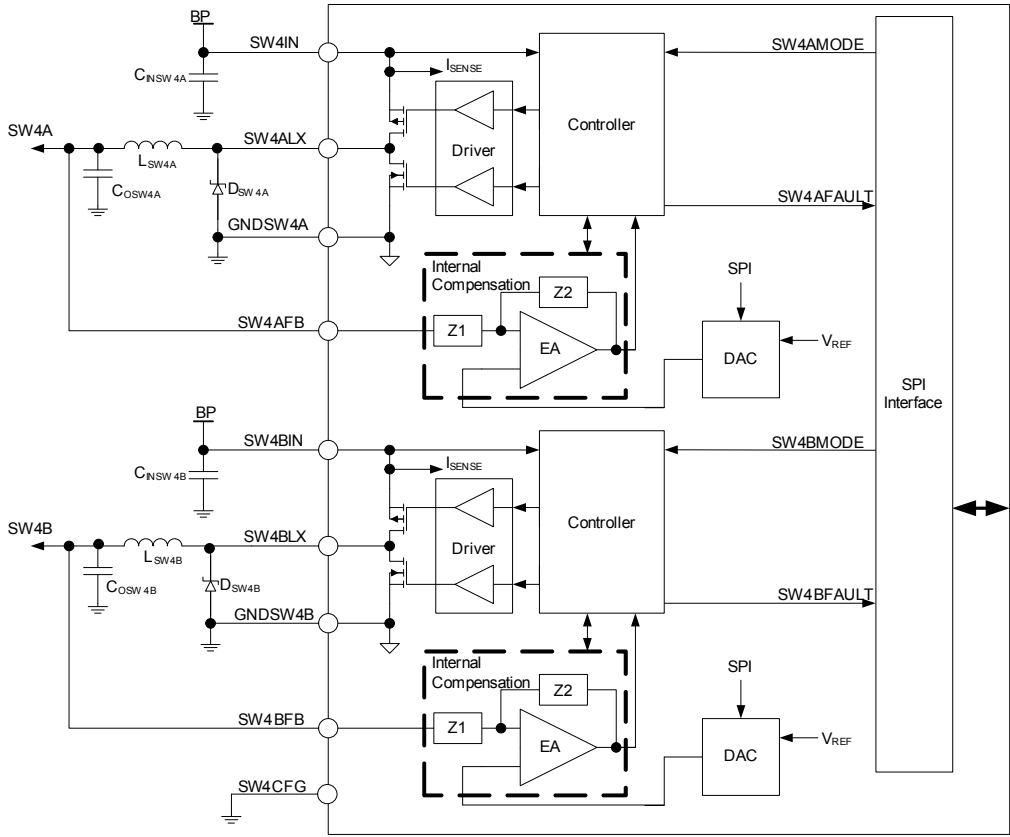 BP
SW4IN
SW4AMODE
CINSW4A
ISENSE
Controller
SW4A
SW4ALX
Driver
LSW4A
COSW4A
DSW4A
SW4AFAULT
GNDSW4A
Internal
Compensation
SPI
Z2
SW4AFB
Z1
EA
VREF
DAC
SPI
Interface
BP
SW4BIN
SW4BMODE
CINSW4B
ISENSE
Controller
SW4B
SW4BLX
Driver
LSW4B
COSW4B
DSW4B
SW4BFAULT
GNDSW4B
Internal
Compensation
SPI
Z2
SW4BFB
Z1
EA
VREF
DAC
SW4CFG